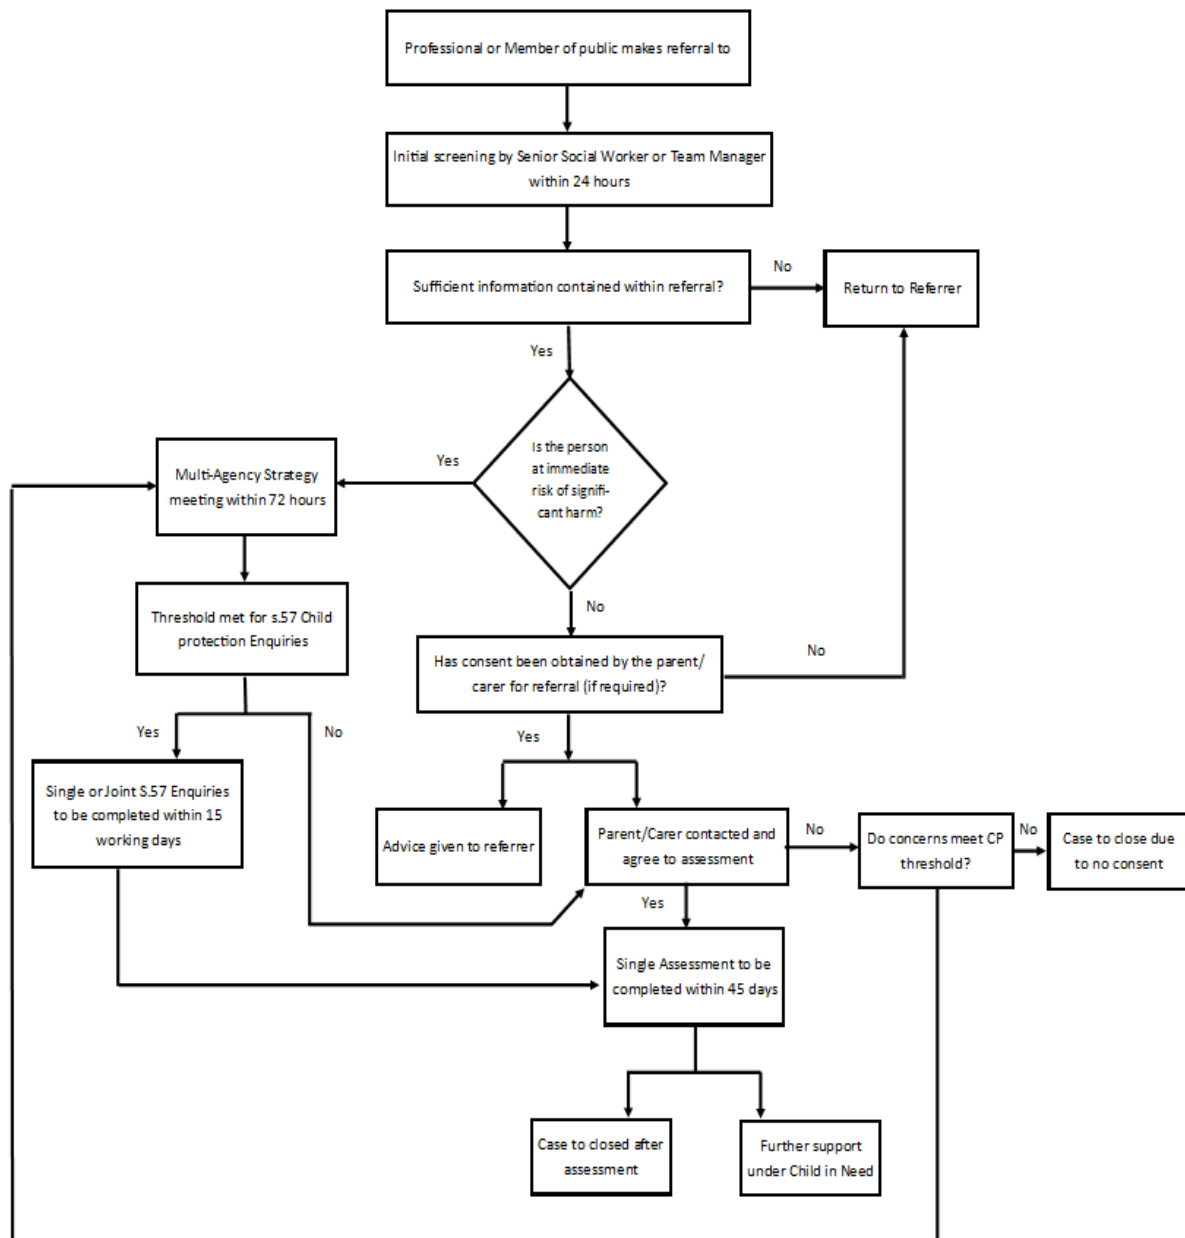 Professional or Member of public makes referral to
Initial screening by Senior Social Worker or Team Manager
within 24 hours
Sufficient information contained within referral?
No
Return to Referrer
Yes
Is the person
at immediate
risk of signifi-
cant harm?
Yes
Multi-Agency Strategy
meeting within 72 hours
No
Threshold met for s.57 Child
protection Enquiries
Has consent been obtained by the parent/
carer for referral (if required)?
No
Yes
No
Yes
Single or Joint S.57 Enquiries
to be completed within 15
working days
Advice given to referrer
Parent/Carer contacted and
agree to assessment
No
Do concerns meet CP
threshold?
No
Case to close due
to no consent
Yes
Single Assessment to be
completed within 45 days
Case to closed after
assessment
Further support
under Child in Need